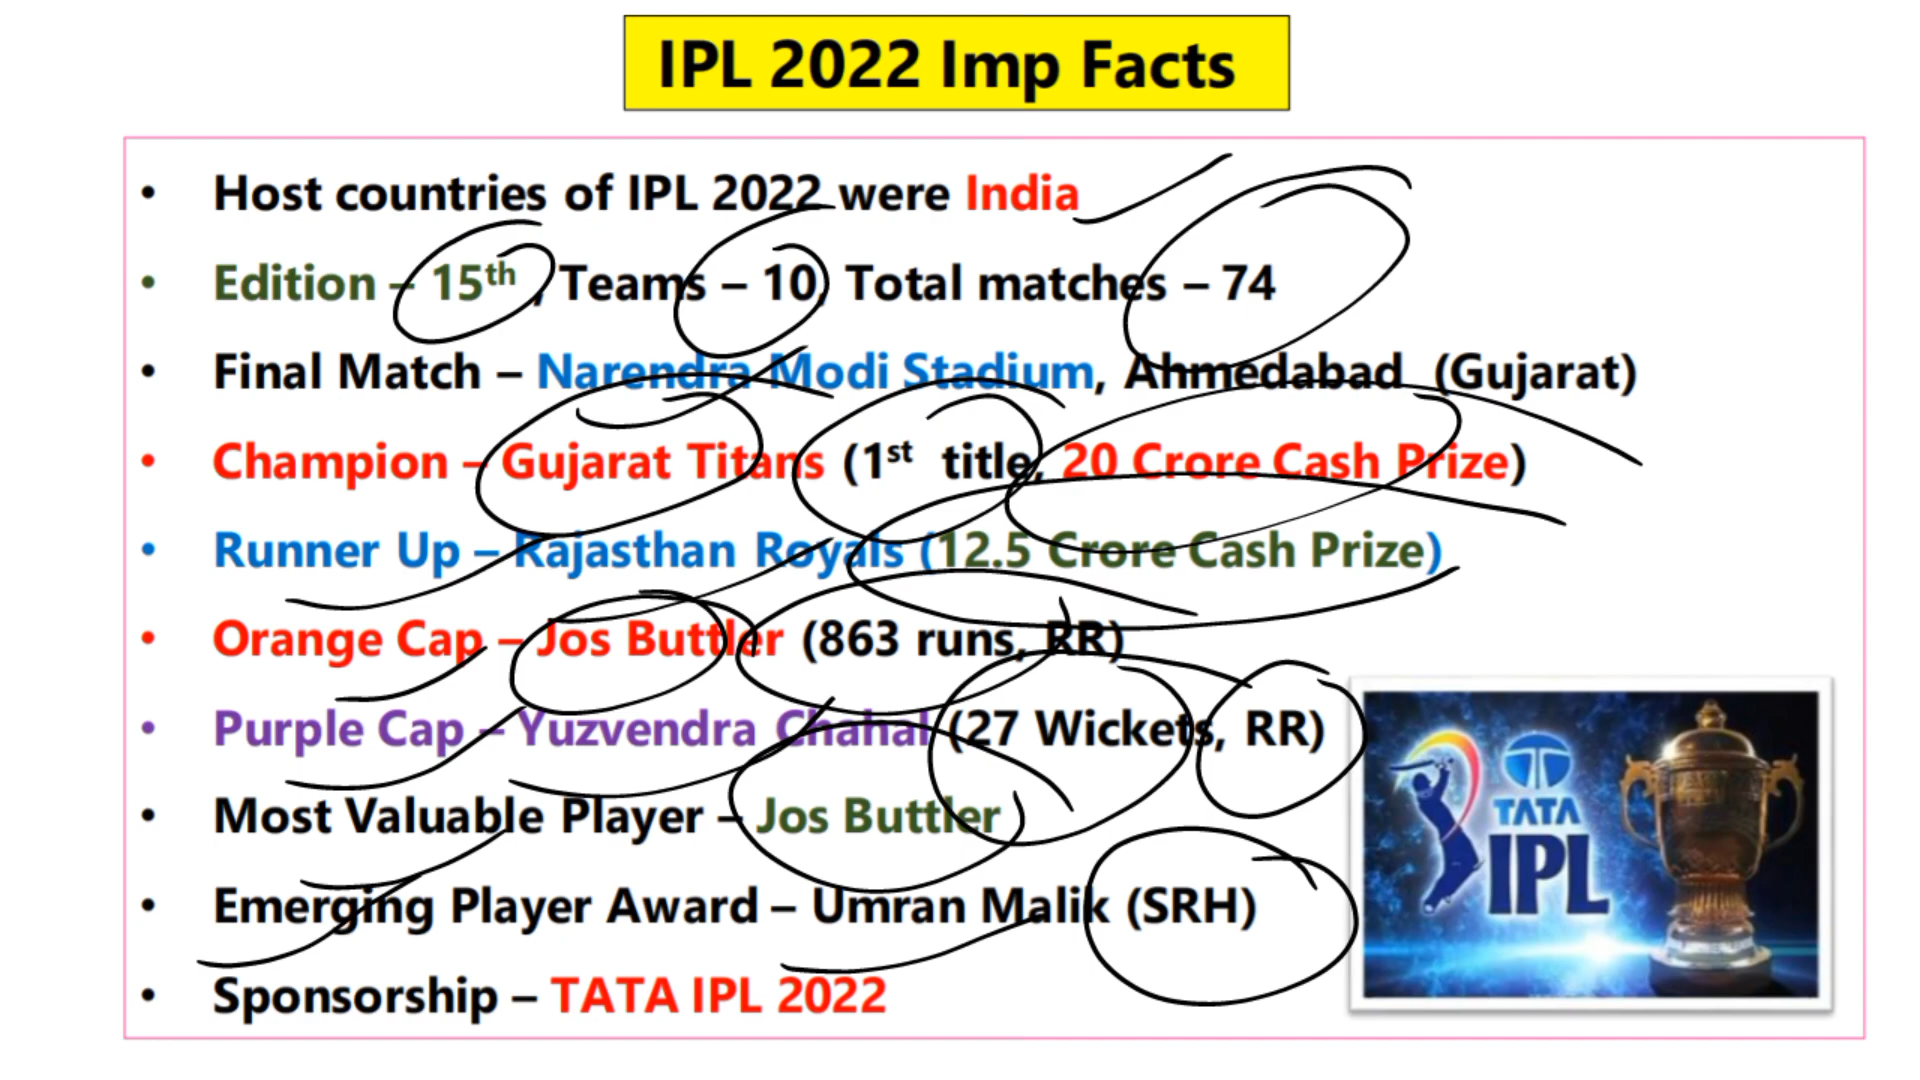 IPL 2022 Imp Facts
• Host countries of IPL 2022 were India
• Edition – 15th, Teams – 10, Total matches – 74
• Final Match – Narendra Modi Stadium, Ahmedabad (Gujarat)
• Champion – Gujarat Titans (1st title, 20 Crore Cash Prize)
• Runner Up – Rajasthan Royals (12.5 Crore Cash Prize)
• Orange Cap – Jos Buttler (863 runs, RR)
• Purple Cap – Yuzvendra Chahal (27 Wickets, RR)
• Most Valuable Player – Jos Buttler
• Emerging Player Award – Umran Malik (SRH)
• Sponsorship – TATA IPL 2022
TATA
IPL